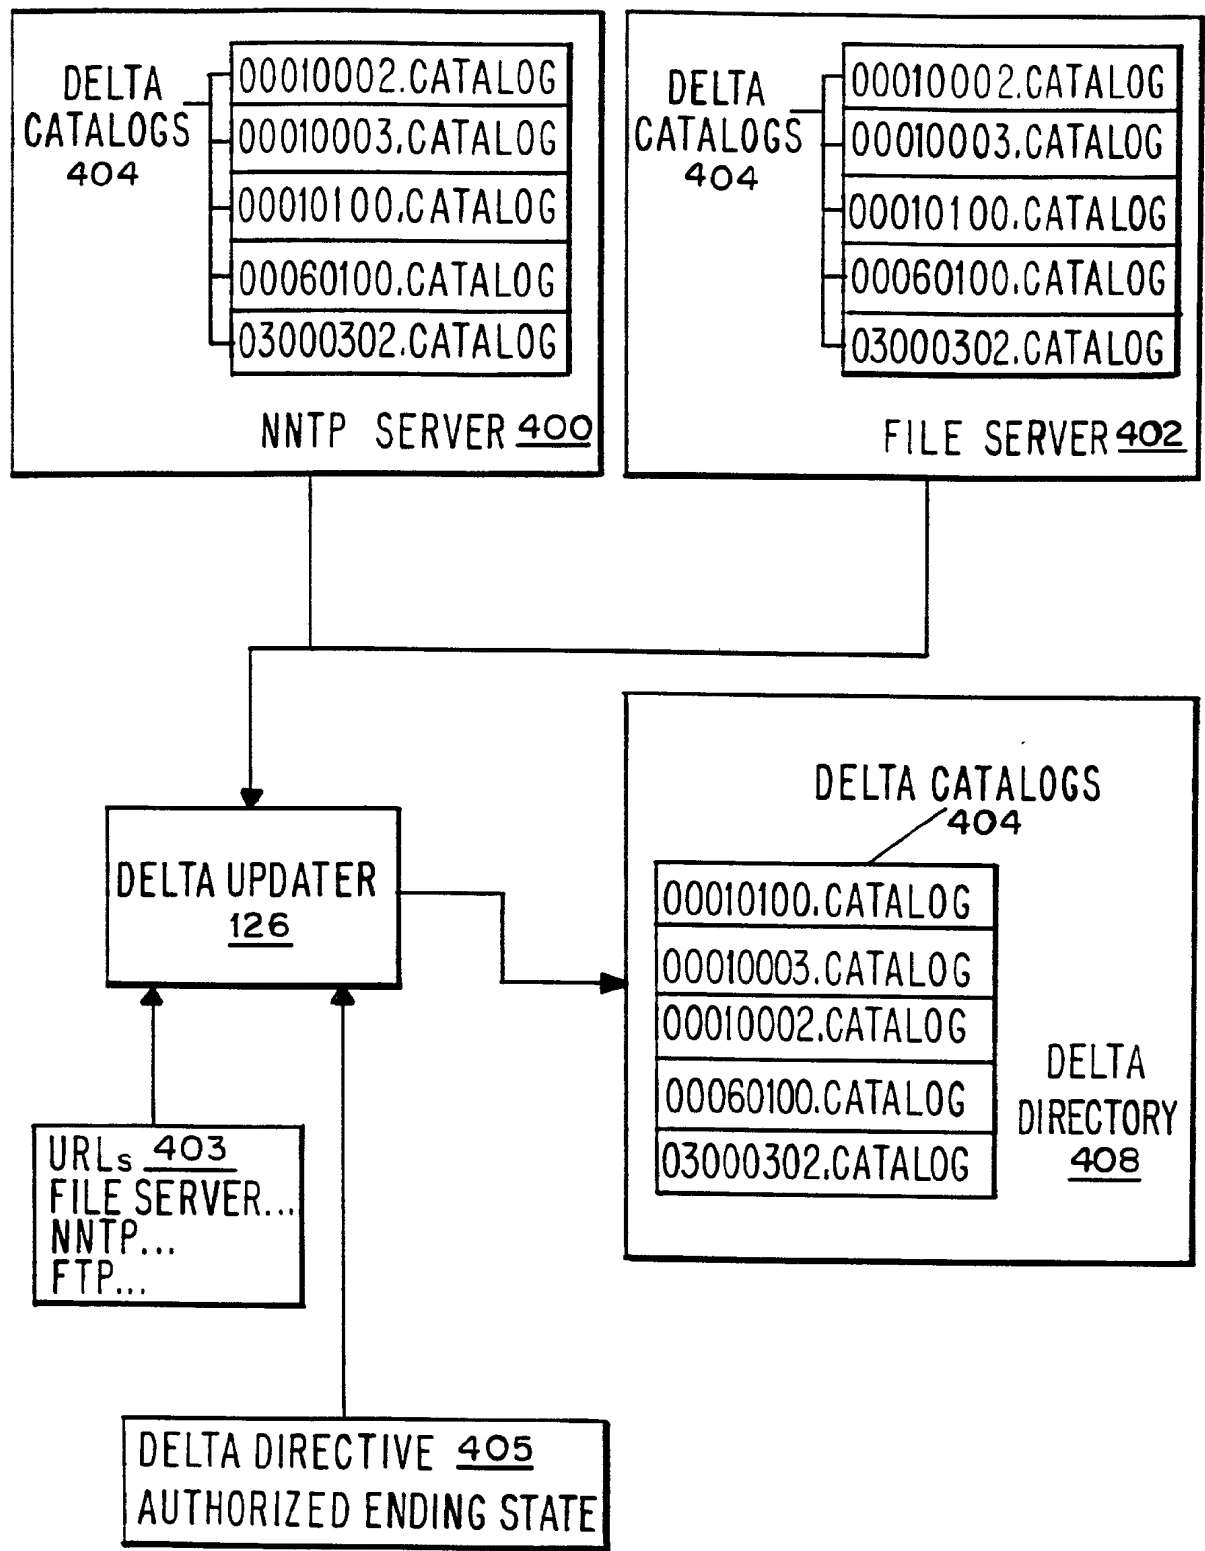 DELTA
CATALOGS
404
00010002.CATALOG
00010003.CATALOG
00010100.CATALOG
00060100.CATALOG
03000302.CATALOG
NNTP SERVER 400
DELTA
CATALOGS
404
00010002.CATALOG
00010003.CATALOG
00010100.CATALOG
00060100.CATALOG
03000302.CATALOG
FILE SERVER 402
DELTA UPDATER
126
DELTA CATALOGS
404
00010100.CATALOG
00010003.CATALOG
00010002.CATALOG
00060100.CATALOG
03000302.CATALOG
DELTA
DIRECTORY
408
URLs 403
FILE SERVER...
NNTP...
FTP...
DELTA DIRECTIVE 405
AUTHORIZED ENDING STATE